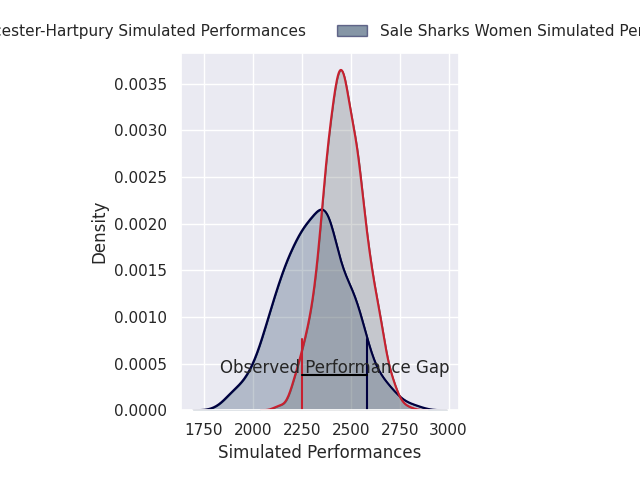 cester-Hartpury Simulated Performances Sale Sharks Women Simulated Per
0.0035
0.0030
0.0025
0.0020
0.0015
0.0010
0.0005
0.0000
Density
Observed Performance Gap
1750 2000 2250 2500 2750 3000
Simulated Performances